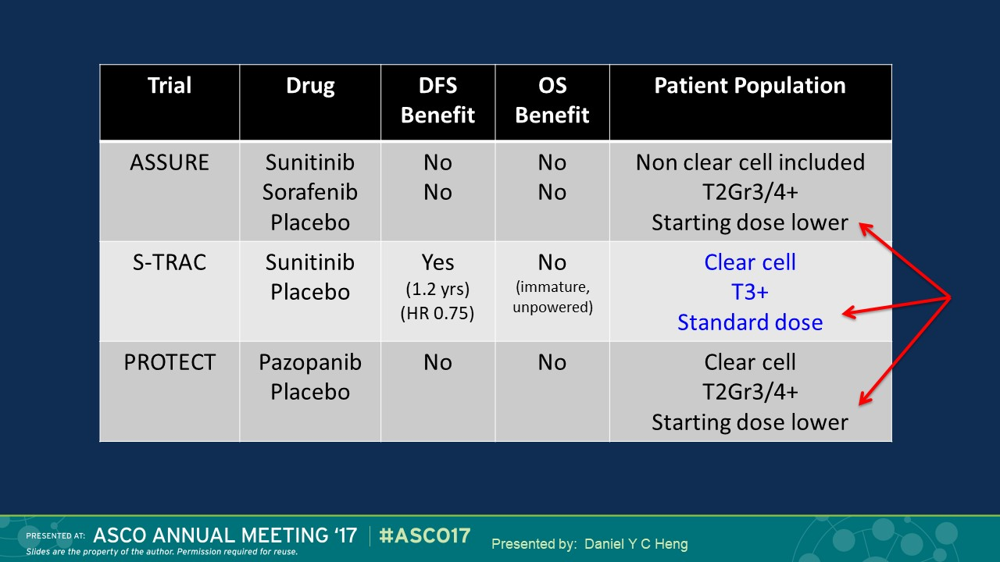 Trial Drug DFS Benefit OS Benefit Patient Population
ASSURE Sunitinib No No Non clear cell included
Sorafenib No No T2Gr3/4+
Placebo Starting dose lower
S-TRAC Sunitinib Yes No Clear cell
Placebo (1.2 yrs) (immature, T3+
(HR 0.75) unpowered) Standard dose
PROTECT Pazopanib No No Clear cell
Placebo T2Gr3/4+
Starting dose lower
PRESENTED AT: ASCO ANNUAL MEETING ‘17 #ASCO17 Presented by: Daniel Y C Heng
Slides are the property of the author. Permission required for reuse.